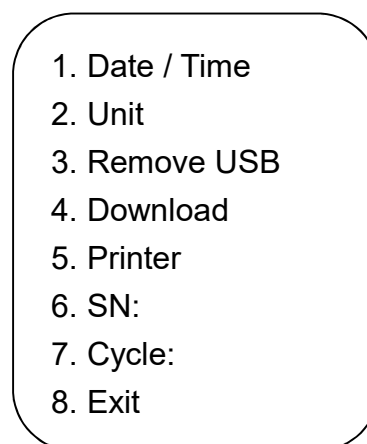 1. Date / Time
2. Unit
3. Remove USB
4. Download
5. Printer
6. SN:
7. Cycle:
8. Exit